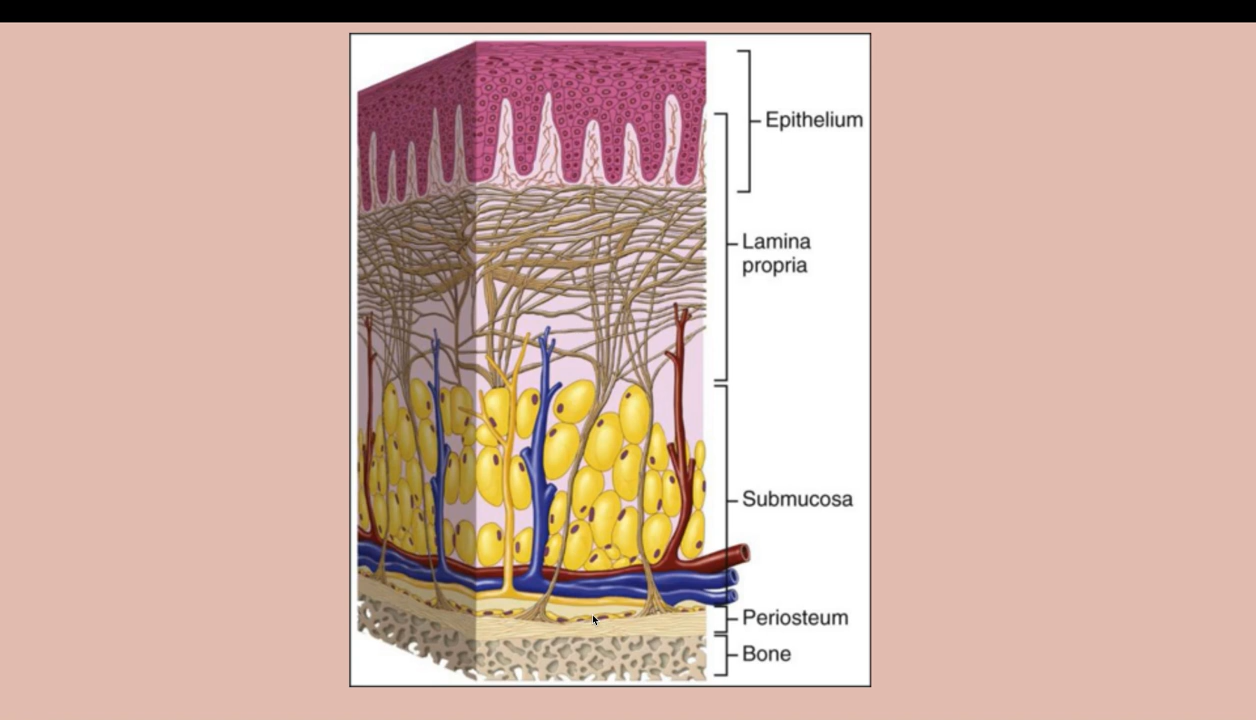 Epithelium
Lamina
propria
Submucosa
Periosteum
Bone